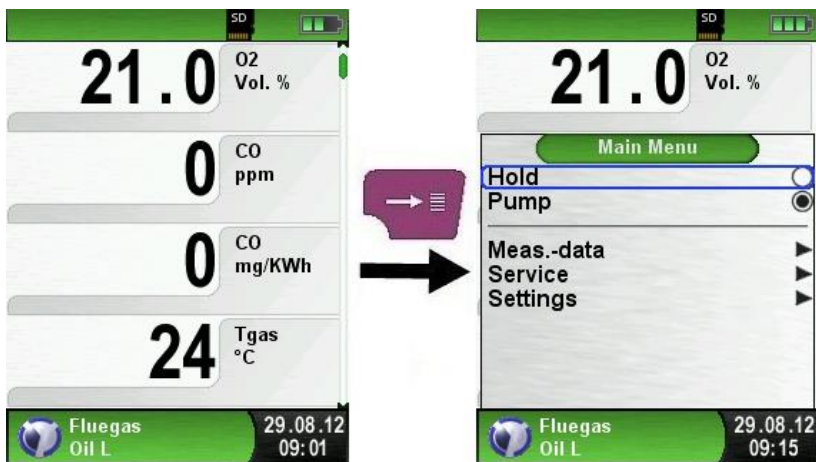 SD
21.0 O2
Vol. %
0 CO
ppm
0 CO
mg/KWh
24 Tgas
°C
Fluegas 29.08.12
Oil L 09:01
SD
21.0 O2
Vol. %
Main Menu
Hold
Pump
Meas.-data
Service
Settings
Fluegas 29.08.12
Oil L 09:15